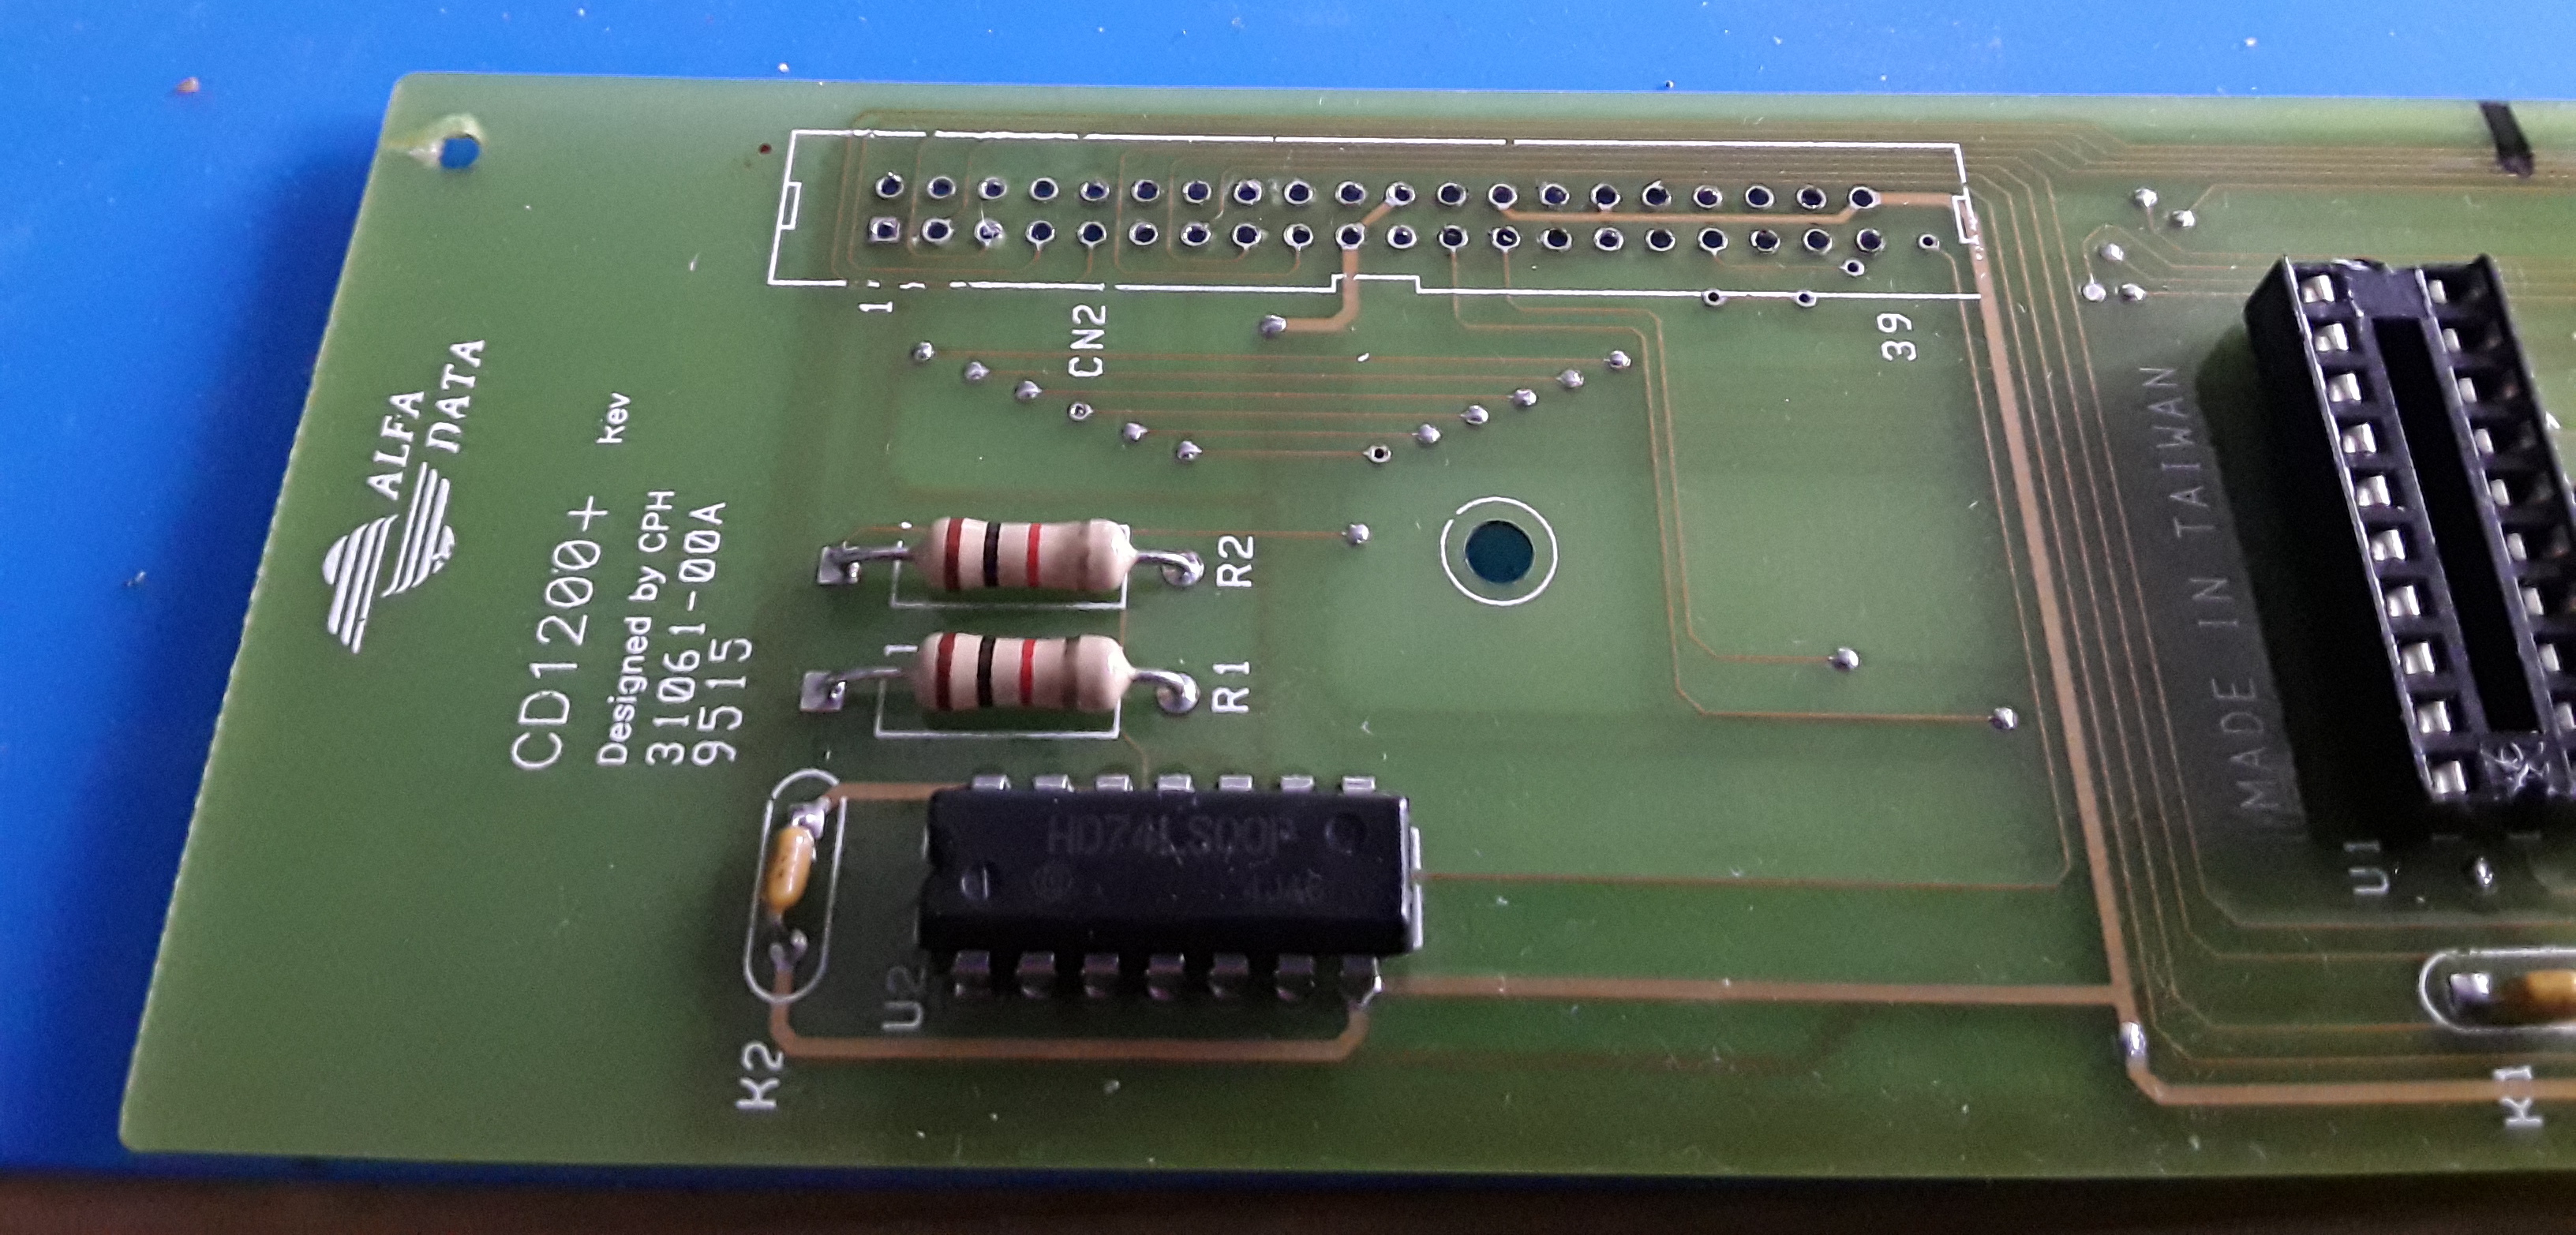 ALFA
DATA
CD1200+
Rev
Designed by CPH
31061-00A
9515
1
CN2
39
R2
R1
HD74LS00P
U2
K2
MADE IN TAIWAN
U1
K1